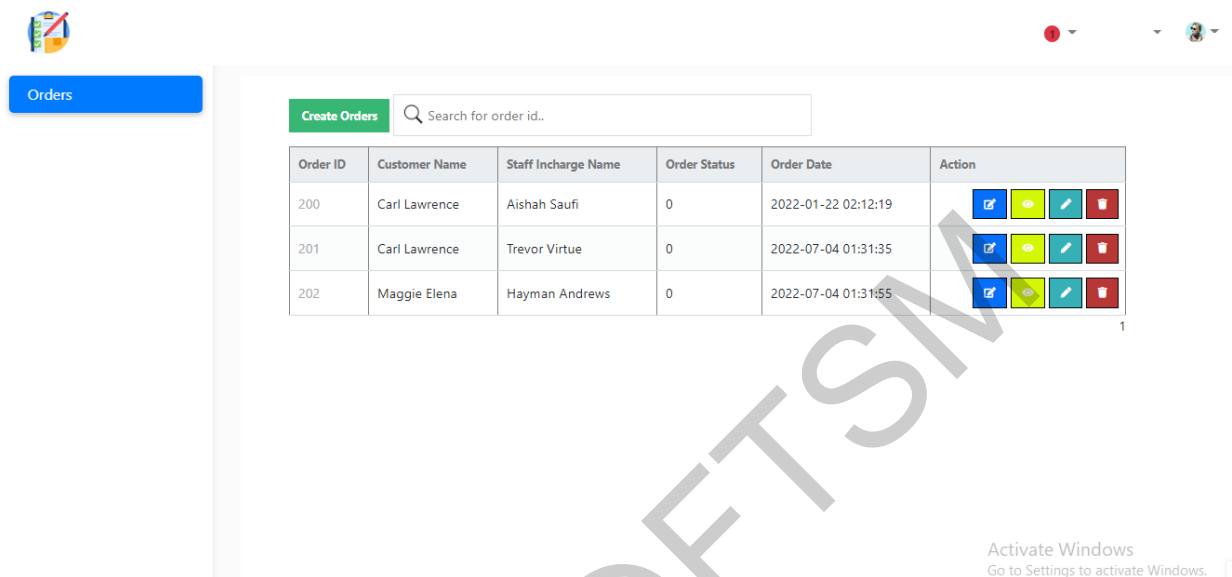 1
Orders
Create Orders Search for order id..
Order ID Customer Name Staff Incharge Name Order Status Order Date Action
200 Carl Lawrence Aishah Saufi 0 2022-01-22 02:12:19
201 Carl Lawrence Trevor Virtue 0 2022-07-04 01:31:35
202 Maggie Elena Hayman Andrews 0 2022-07-04 01:31:55
1
FTSM
Activate Windows
Go to Settings to activate Windows.